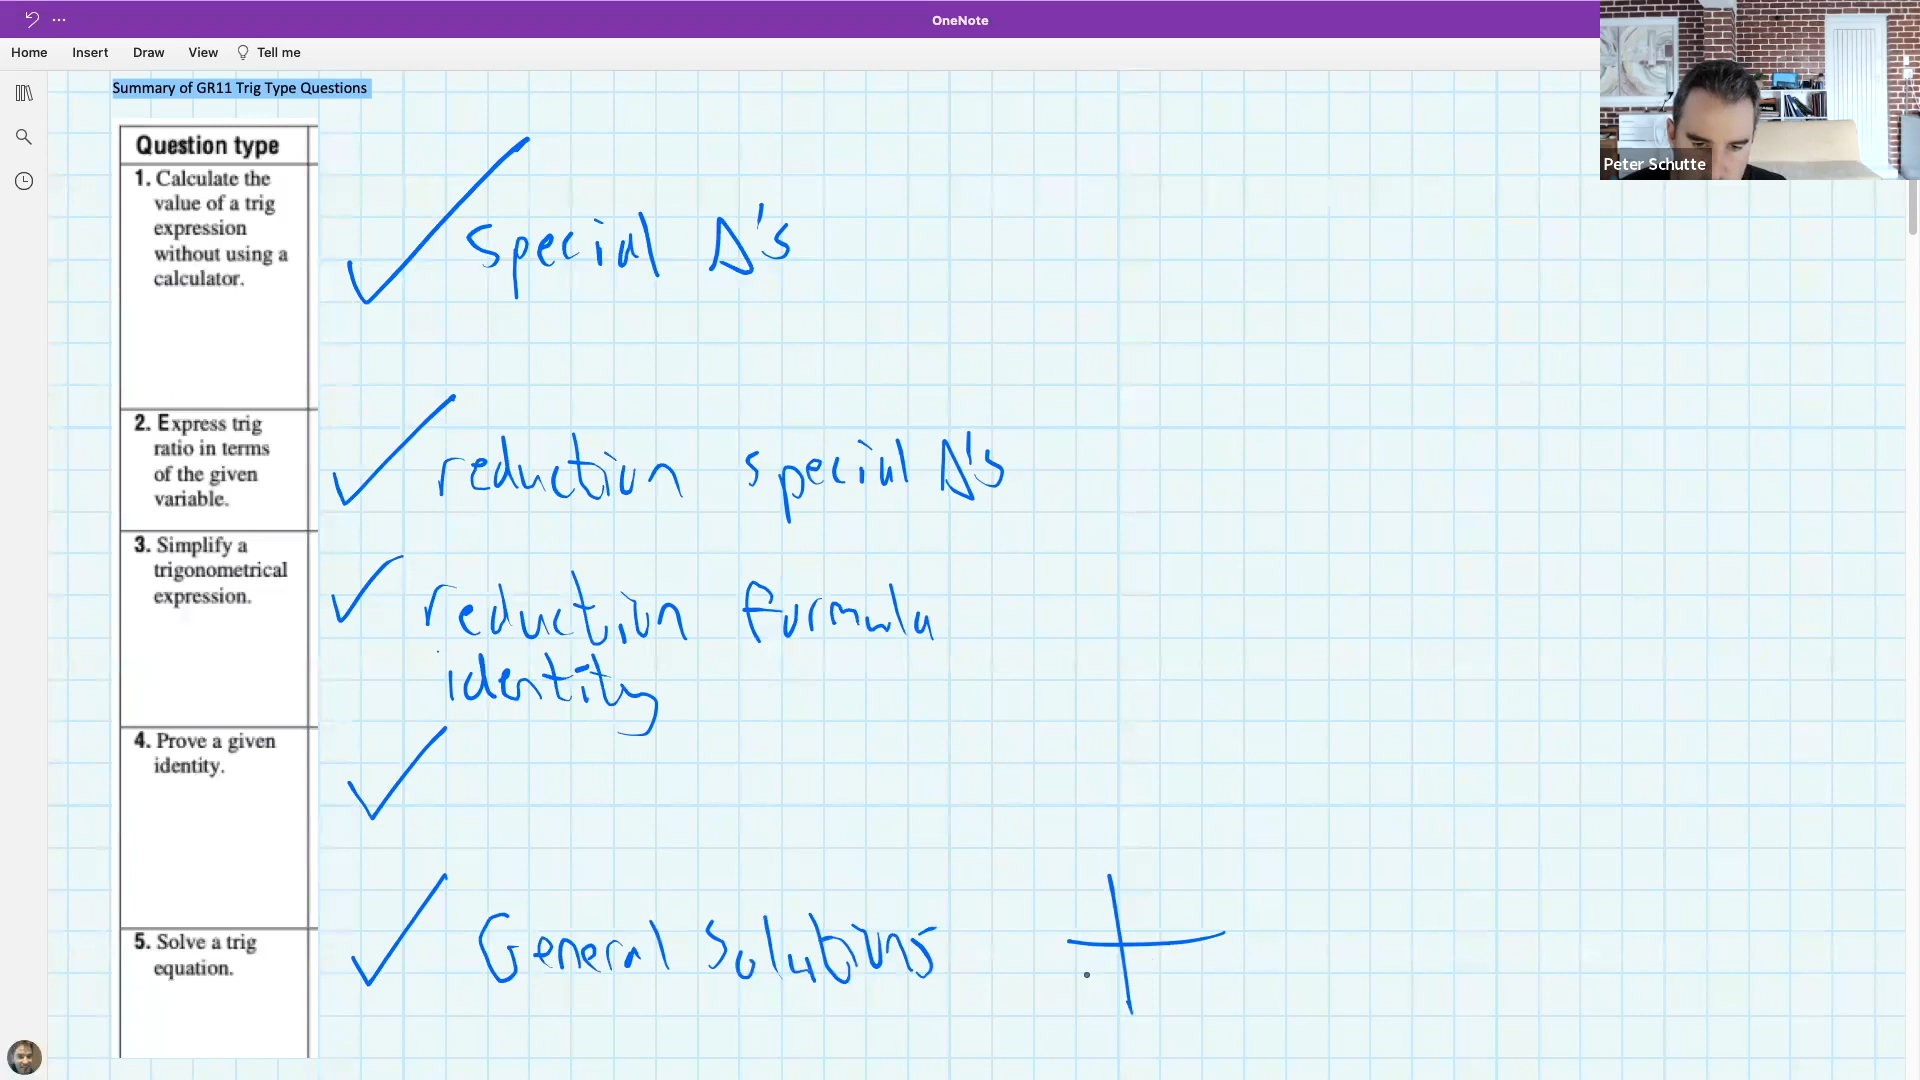 OneNote
Home Insert Draw View Tell me
Summary of GR11 Trig Type Questions
Peter Schutte
Question type
1. Calculate the
value of a trig
expression
without using a
calculator.
special Δ's
2. Express trig
ratio in terms
of the given
variable.
reduction special Δ's
3. Simplify a
trigonometrical
expression.
reduction formula
identity
4. Prove a given
identity.
5. Solve a trig
equation.
General Solutions